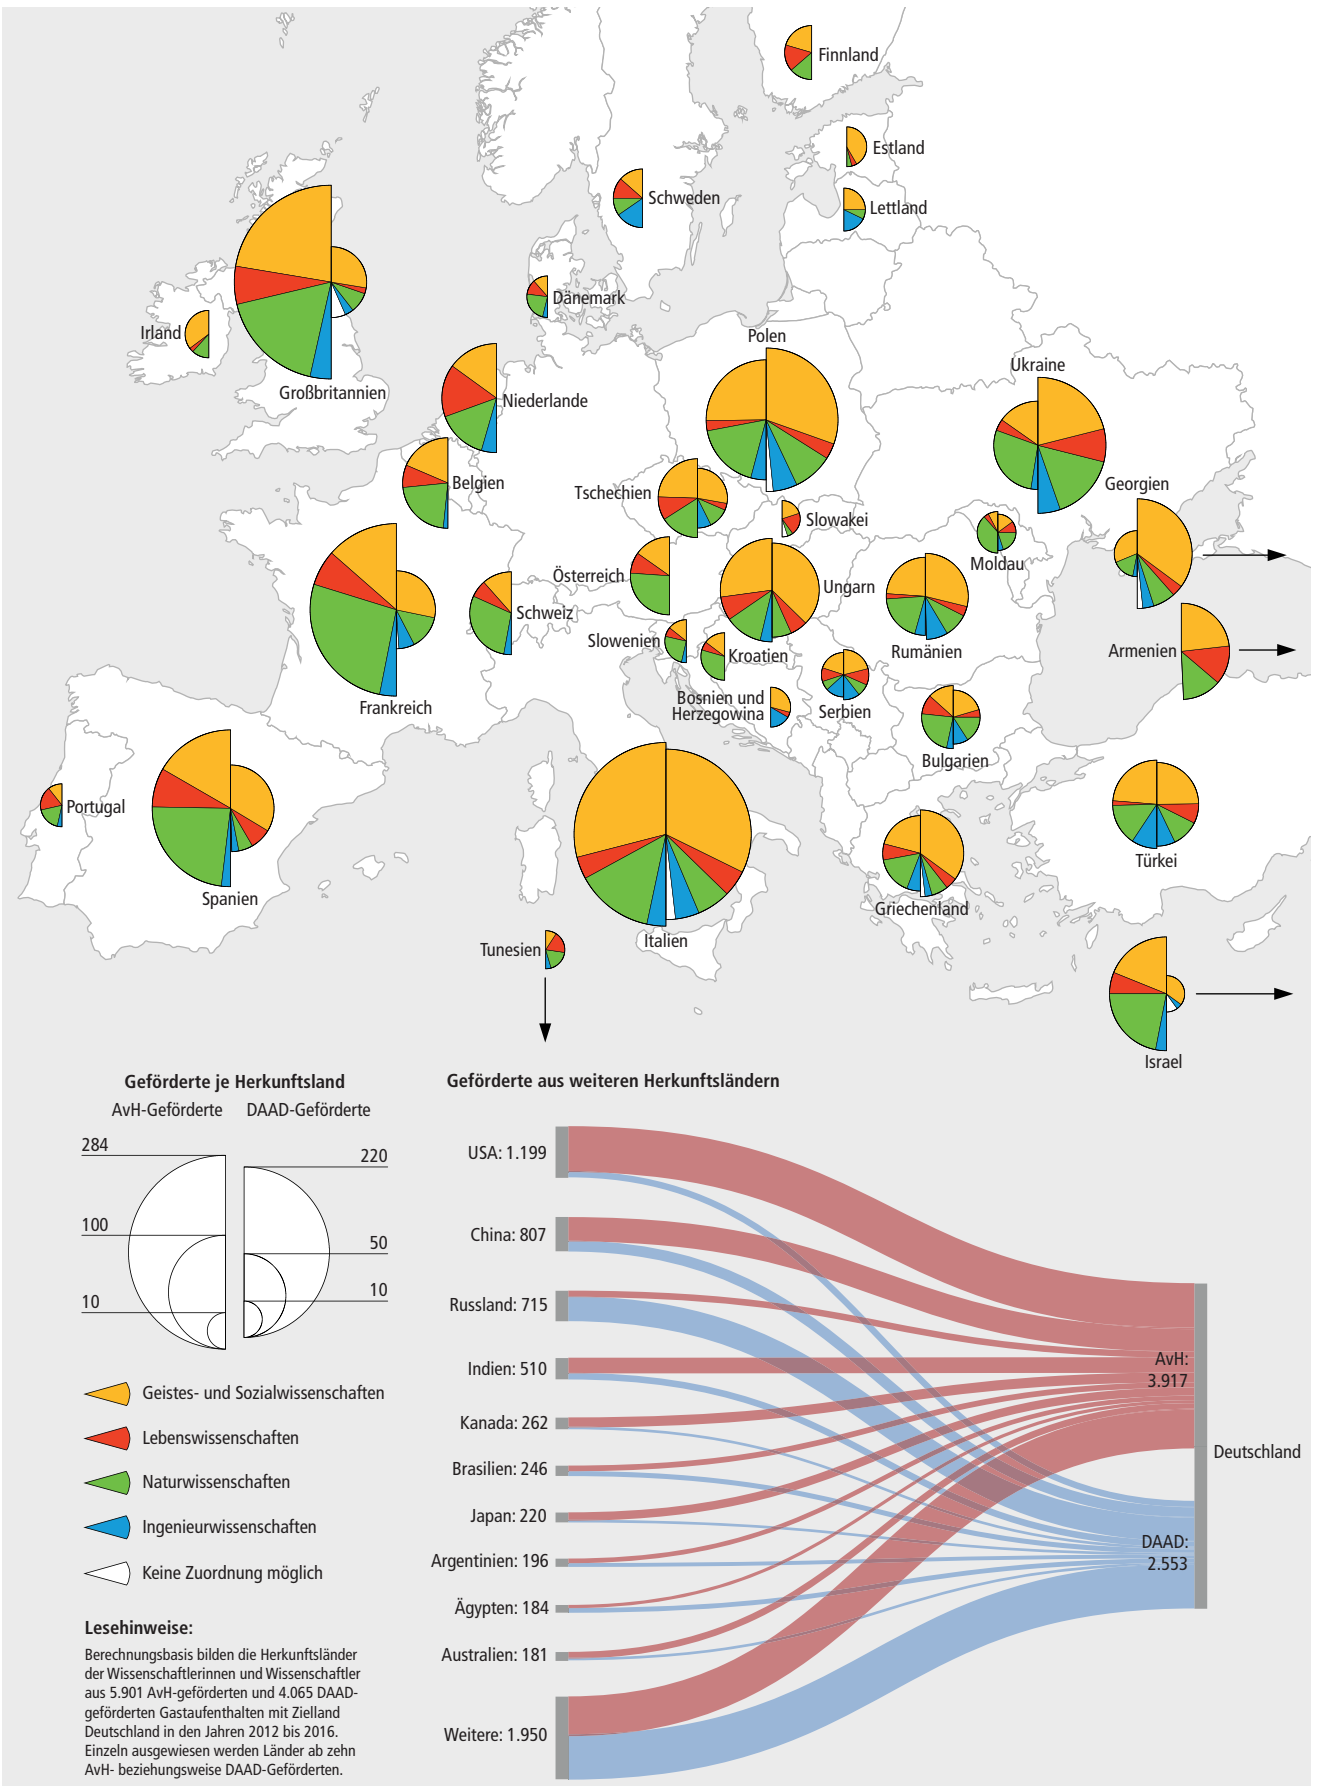 Finnland
Estland
Schweden
Lettland
Dänemark
Irland
Polen
Ukraine
Großbritannien
Niederlande
Belgien
Tschechien
Georgien
Slowakei
Moldau
Österreich
Ungarn
Schweiz
Slowenien
Kroatien
Rumänien
Armenien
Frankreich
Bosnien und
Herzegowina
Serbien
Bulgarien
Portugal
Türkei
Spanien
Griechenland
Italien
Tunesien
Israel
Geförderte je Herkunftsland
AvH-Geförderte
DAAD-Geförderte
284
220
100
50
10
10
Geistes- und Sozialwissenschaften
Lebenswissenschaften
Naturwissenschaften
Ingenieurwissenschaften
Keine Zuordnung möglich
Lesehinweise:
Berechnungsbasis bilden die Herkunftsländer
der Wissenschaftlerinnen und Wissenschaftler
aus 5.901 AvH-geförderten und 4.065 DAAD-
geförderten Gastaufenthalten mit Zielland
Deutschland in den Jahren 2012 bis 2016.
Einzeln ausgewiesen werden Länder ab zehn
AvH- beziehungsweise DAAD-Geförderten.
Geförderte aus weiteren Herkunftsländern
USA: 1.199
China: 807
Russland: 715
Indien: 510
Kanada: 262
Brasilien: 246
Japan: 220
Argentinien: 196
Ägypten: 184
Australien: 181
Weitere: 1.950
AvH:
3.917
Deutschland
DAAD:
2.553